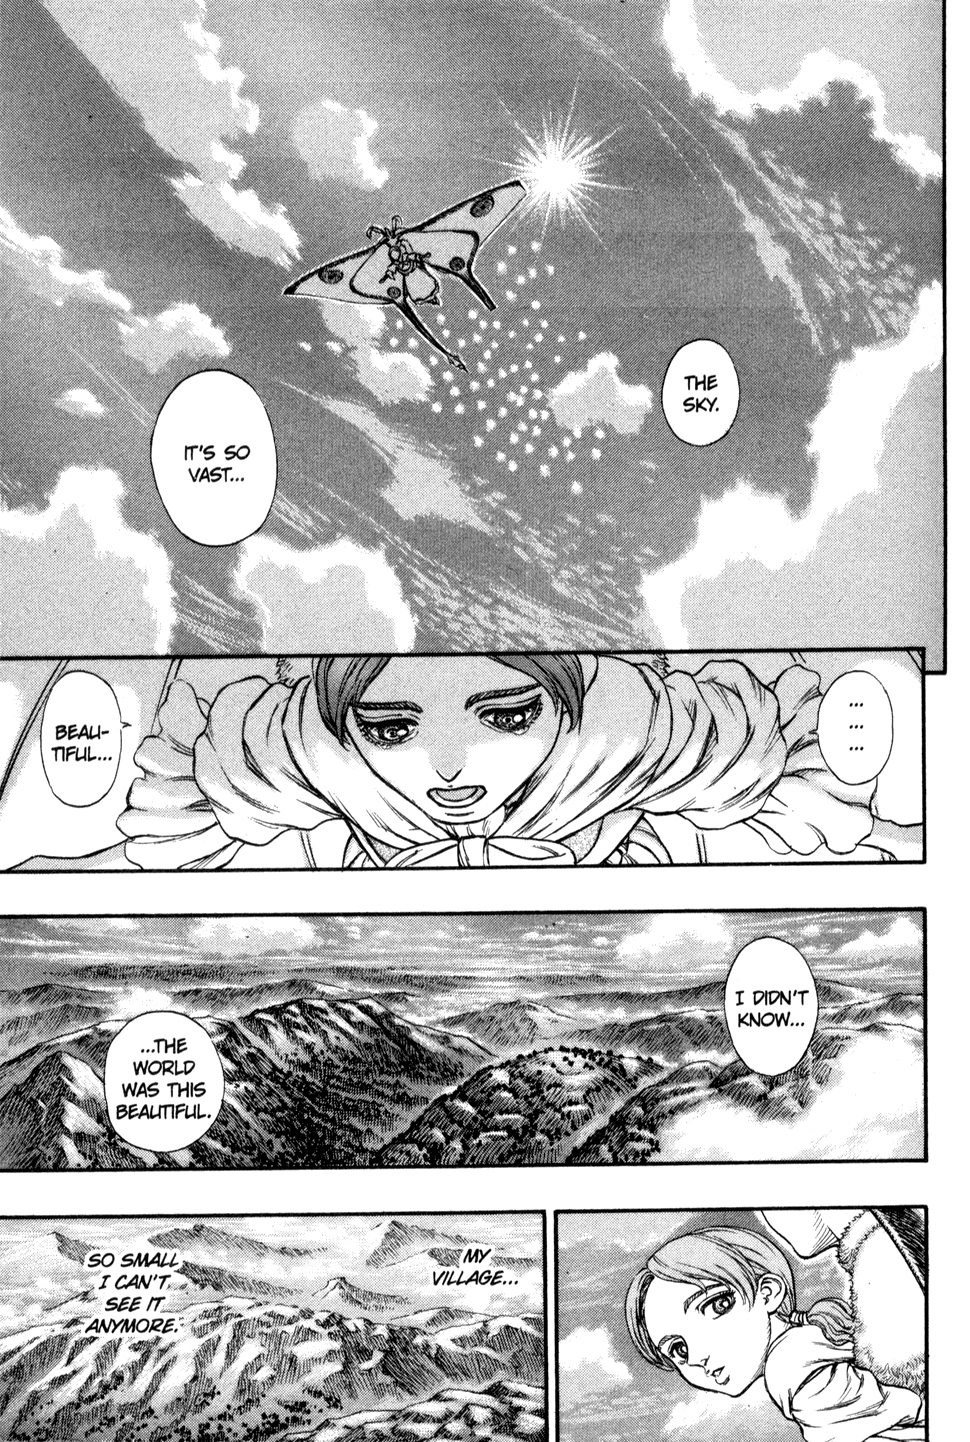 THE
SKY.
IT'S SO
VAST...
...
...
...
BEAU-
TIFUL...
I DIDN'T
KNOW...
...THE
WORLD
WAS THIS
BEAUTIFUL.
MY
VILLAGE...
SO SMALL
I CAN'T
SEE IT
ANYMORE.